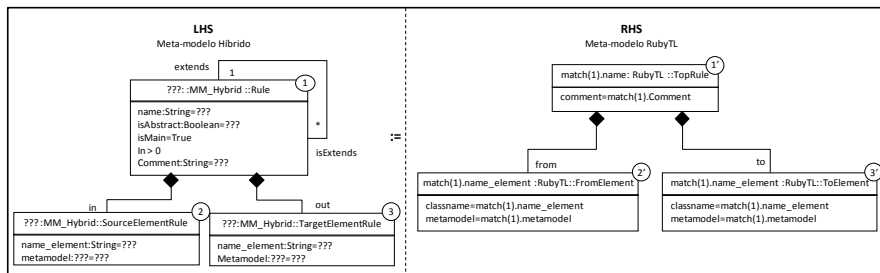 LHS
Meta-modelo Híbrido
extends
1
1
???::MM_Hybrid ::Rule
name:String=???
isAbstract:Boolean=???
isMain=True
In > 0
Comment:String=???
*
isExtends
in
out
2
???::MM_Hybrid::SourceElementRule
name_element:String=???
metamodel:???=???
3
???:MM_Hybrid::TargetElementRule
name_element:String=???
Metamodel:???=???
:=
RHS
Meta-modelo RubyTL
1'
match(1).name: RubyTL ::TopRule
comment=match(1).Comment
from
to
2'
match(1).name_element :RubyTL::FromElement
classname=match(1).name_element
metamodel=match(1).metamodel
3'
match(1).name_element :RubyTL::ToElement
classname=match(1).name_element
metamodel=match(1).metamodel